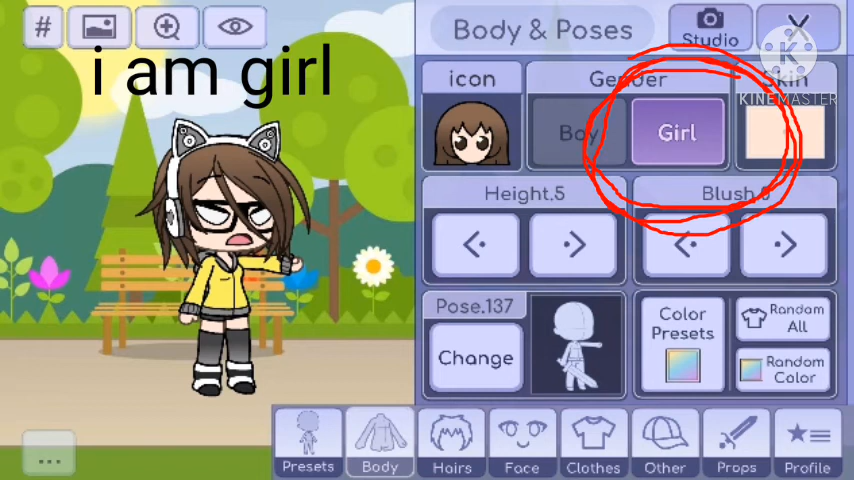 #
i am girl
Body & Poses
Studio
K
KINEMASTER
icon
Gender
Skin
Boy
Girl
Height.5
Blush.0
Pose.137
Change
Color
Presets
Random
All
Random
Color
...
Presets
Body
Hairs
Face
Clothes
Other
Props
Profile